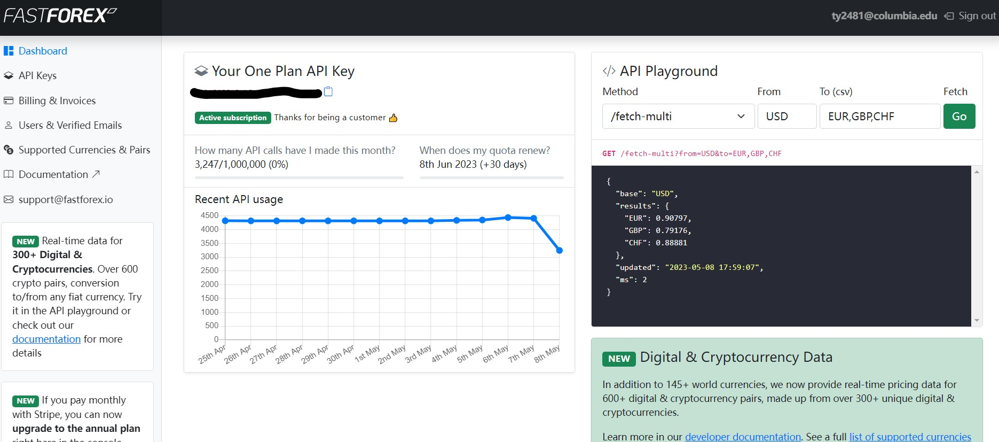 FASTFOREX
ty2481@columbia.edu Sign out
Dashboard
API Keys
Billing & Invoices
Users & Verified Emails
Supported Currencies & Pairs
Documentation
support@fastforex.io
NEW Real-time data for
300+ Digital &
Cryptocurrencies. Over 600
crypto pairs, conversion
to/from any fiat currency. Try
it in the API playground or
check out our
documentation for more
details
NEW If you pay monthly
with Stripe, you can now
upgrade to the annual plan
right here in the console
Your One Plan API Key
Active subscription Thanks for being a customer 👍
How many API calls have I made this month?
3,247/1,000,000 (0%)
When does my quota renew?
8th Jun 2023 (+30 days)
Recent API usage
4500
4000
3500
3000
2500
2000
1500
1000
500
0
25th Apr
26th Apr
27th Apr
28th Apr
29th Apr
30th Apr
1st May
2nd May
3rd May
4th May
5th May
6th May
7th May
8th May
</> API Playground
Method From To (csv) Fetch
/fetch-multi USD EUR,GBP,CHF Go
GET /fetch-multi?from=USD&to=EUR,GBP,CHF
{
"base": "USD",
"results": {
"EUR": 0.90797,
"GBP": 0.79176,
"CHF": 0.88881
},
"updated": "2023-05-08 17:59:07",
"ms": 2
}
NEW Digital & Cryptocurrency Data
In addition to 145+ world currencies, we now provide real-time pricing data for
600+ digital & cryptocurrency pairs, made up from over 300+ unique digital &
cryptocurrencies.
Learn more in our developer documentation. See a full list of supported currencies